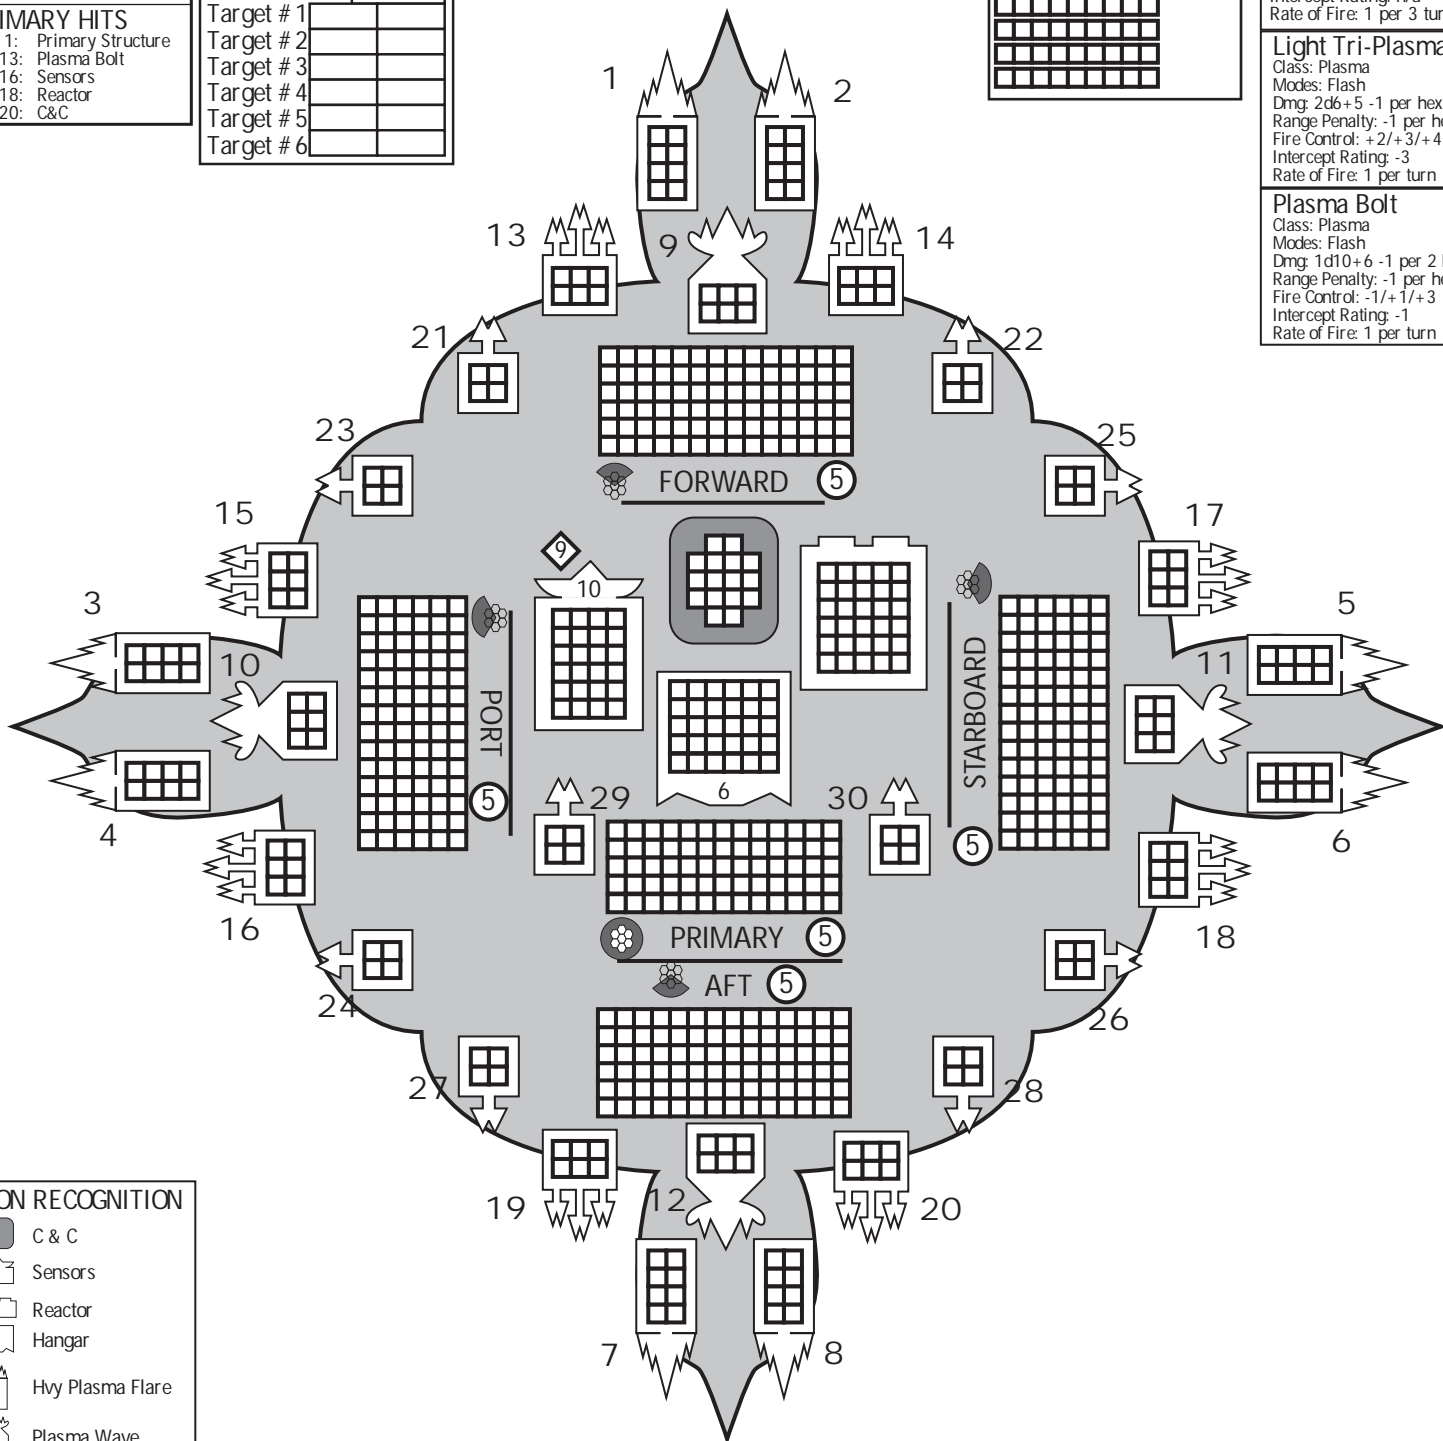 IMARY HITS
1: Primary Structure
13: Plasma Bolt
16: Sensors
18: Reactor
20: C&C
Target # 1
Target # 2
Target # 3
Target # 4
Target # 5
Target # 6
Rate of Fire: 1 per 3 tur
Light Tri-Plasma
Class: Plasma
Modes: Flash
Dmg: 2d6+5 -1 per hex
Range Penalty: -1 per he
Fire Control: +2/+3/+4
Intercept Rating: -3
Rate of Fire: 1 per turn
Plasma Bolt
Class: Plasma
Modes: Flash
Dmg: 1d10+6 -1 per 2
Range Penalty: -1 per he
Fire Control: -1/+1/+3
Intercept Rating: -1
Rate of Fire: 1 per turn
1
2
13
9
14
21
22
23
25
FORWARD 5
15
17
9
10
3
5
10
11
PORT
STARBOARD
6
5
29
30
4
5
6
16
18
PRIMARY 5
AFT 5
24
26
27
28
19
12
20
7
8
ON RECOGNITION
C & C
Sensors
Reactor
Hangar
Hvy Plasma Flare
Plasma Wave